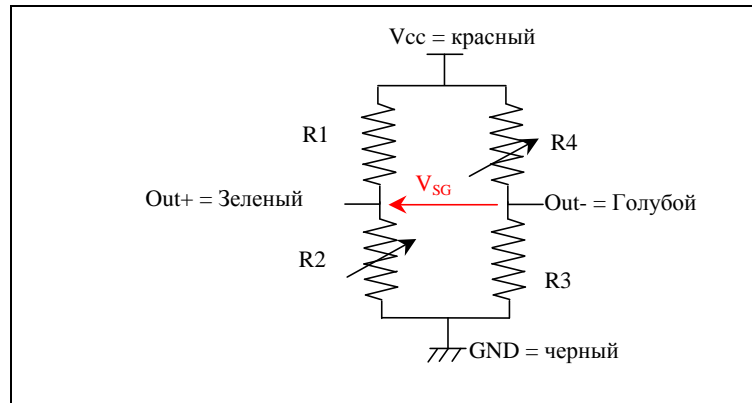 Vcc = красный
R1
R4
VSG
Out+ = Зеленый
Out- = Голубой
R2
R3
GND = черный